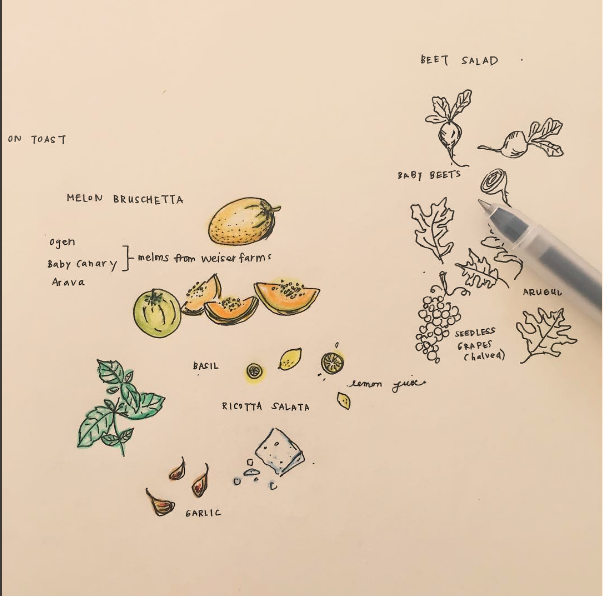 BEET SALAD
ON TOAST
BABY BEETS
MELON BRUSCHETTA
Ogen
Baby Canary
Arava
melons from weiser farms
ARUGUL
SEEDLESS
GRAPES
(halved)
BASIL
lemon juice
RICOTTA SALATA
GARLIC